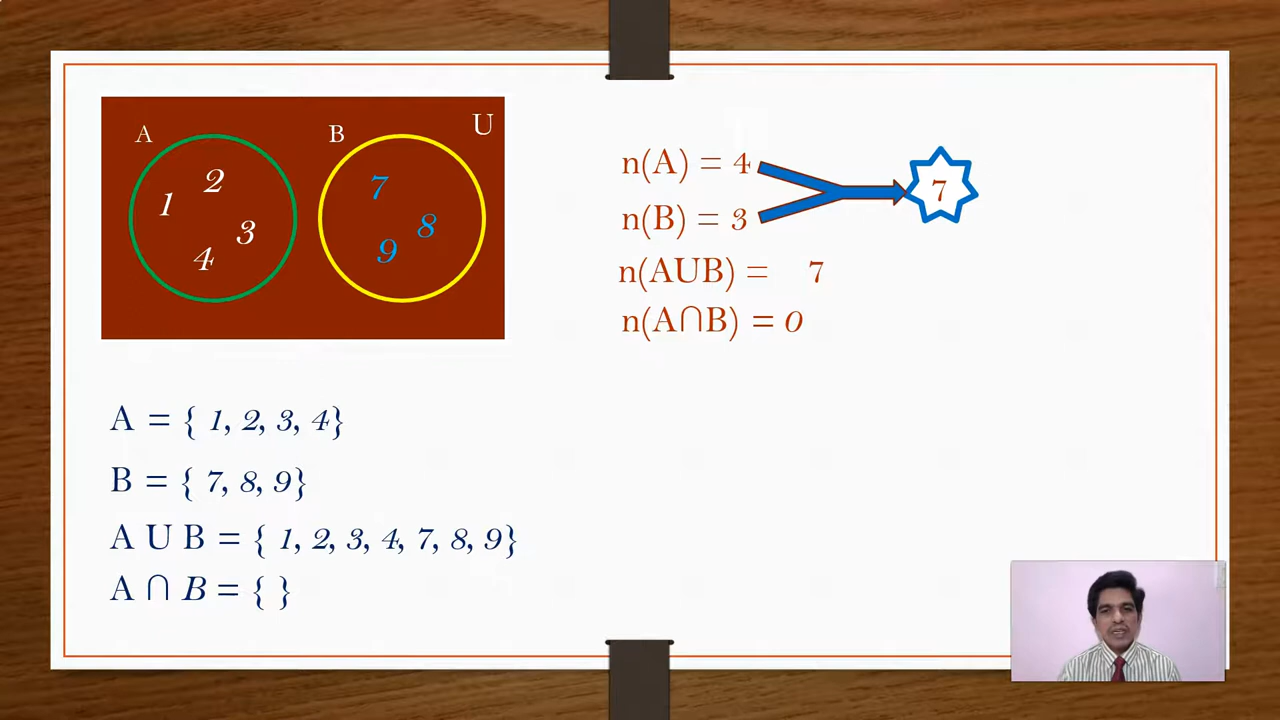 A B U
1 2 3 4
7 8 9
n(A) = 4
n(B) = 3
7
n(AUB) = 7
n(A∩B) = 0
A = { 1, 2, 3, 4}
B = { 7, 8, 9}
A U B = { 1, 2, 3, 4, 7, 8, 9}
A ∩ B = { }